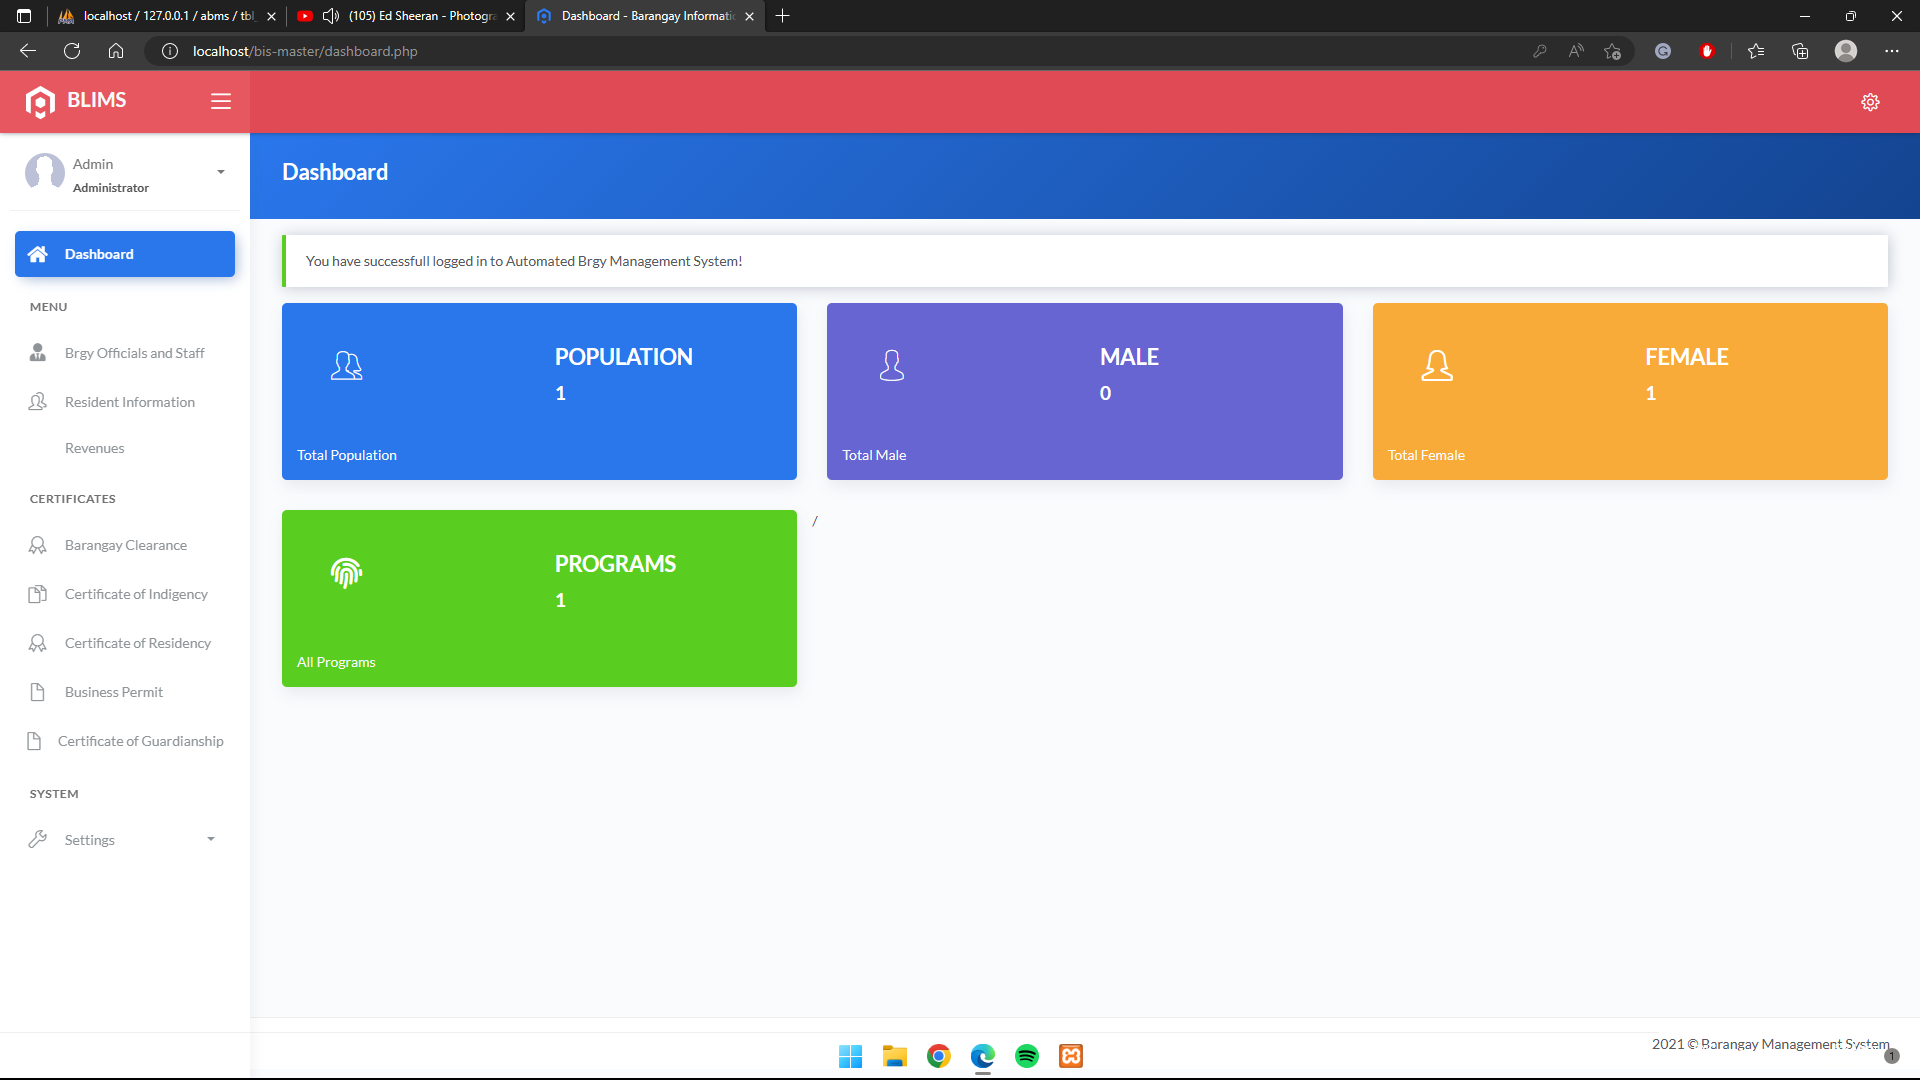 localhost / 127.0.0.1 / abms / tbl_
(105) Ed Sheeran - Photogra
Dashboard - Barangay Informatic
localhost/bis-master/dashboard.php
BLIMS
Admin
Administrator
Dashboard
MENU
Brgy Officials and Staff
Resident Information
Revenues
CERTIFICATES
Barangay Clearance
Certificate of Indigency
Certificate of Residency
Business Permit
Certificate of Guardianship
SYSTEM
Settings
Dashboard
You have successfull logged in to Automated Brgy Management System!
POPULATION
1
Total Population
MALE
0
Total Male
FEMALE
1
Total Female
PROGRAMS
1
All Programs
/
2021 © Barangay Management System
1